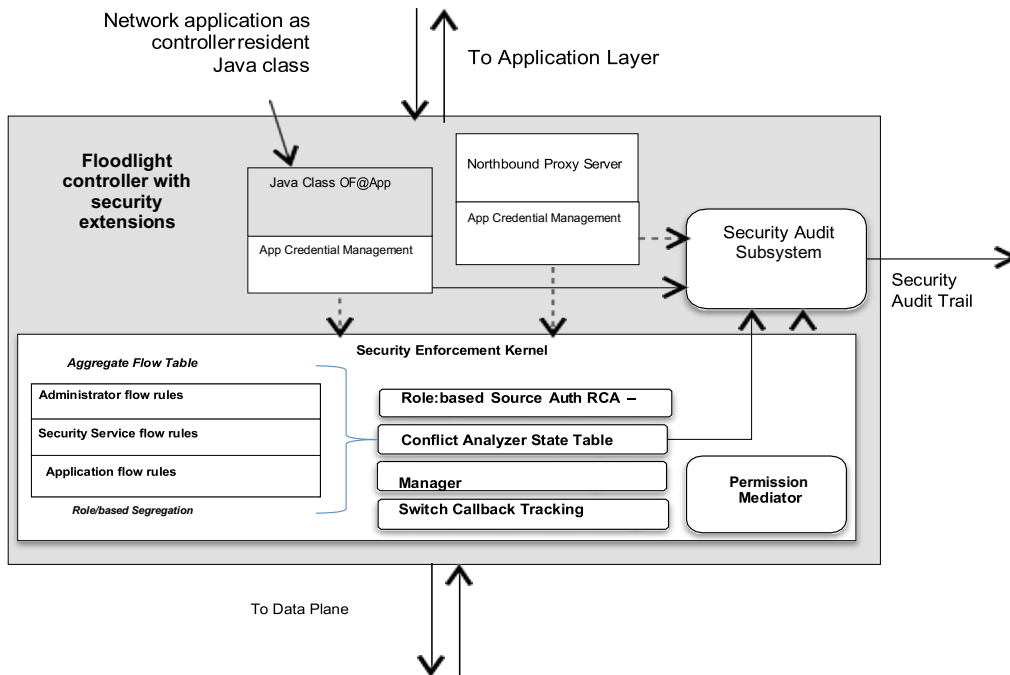 Network application as
controller resident
Java class
To Application Layer
Floodlight
controller with
security
extensions
Java Class OF@App
App Credential Management
Northbound Proxy Server
App Credential Management
Security Audit
Subsystem
Security
Audit Trail
Security Enforcement Kernel
Aggregate Flow Table
Administrator flow rules
Security Service flow rules
Application flow rules
Role/based Segregation
Role:based Source Auth RCA –
Conflict Analyzer State Table
Manager
Switch Callback Tracking
Permission
Mediator
To Data Plane